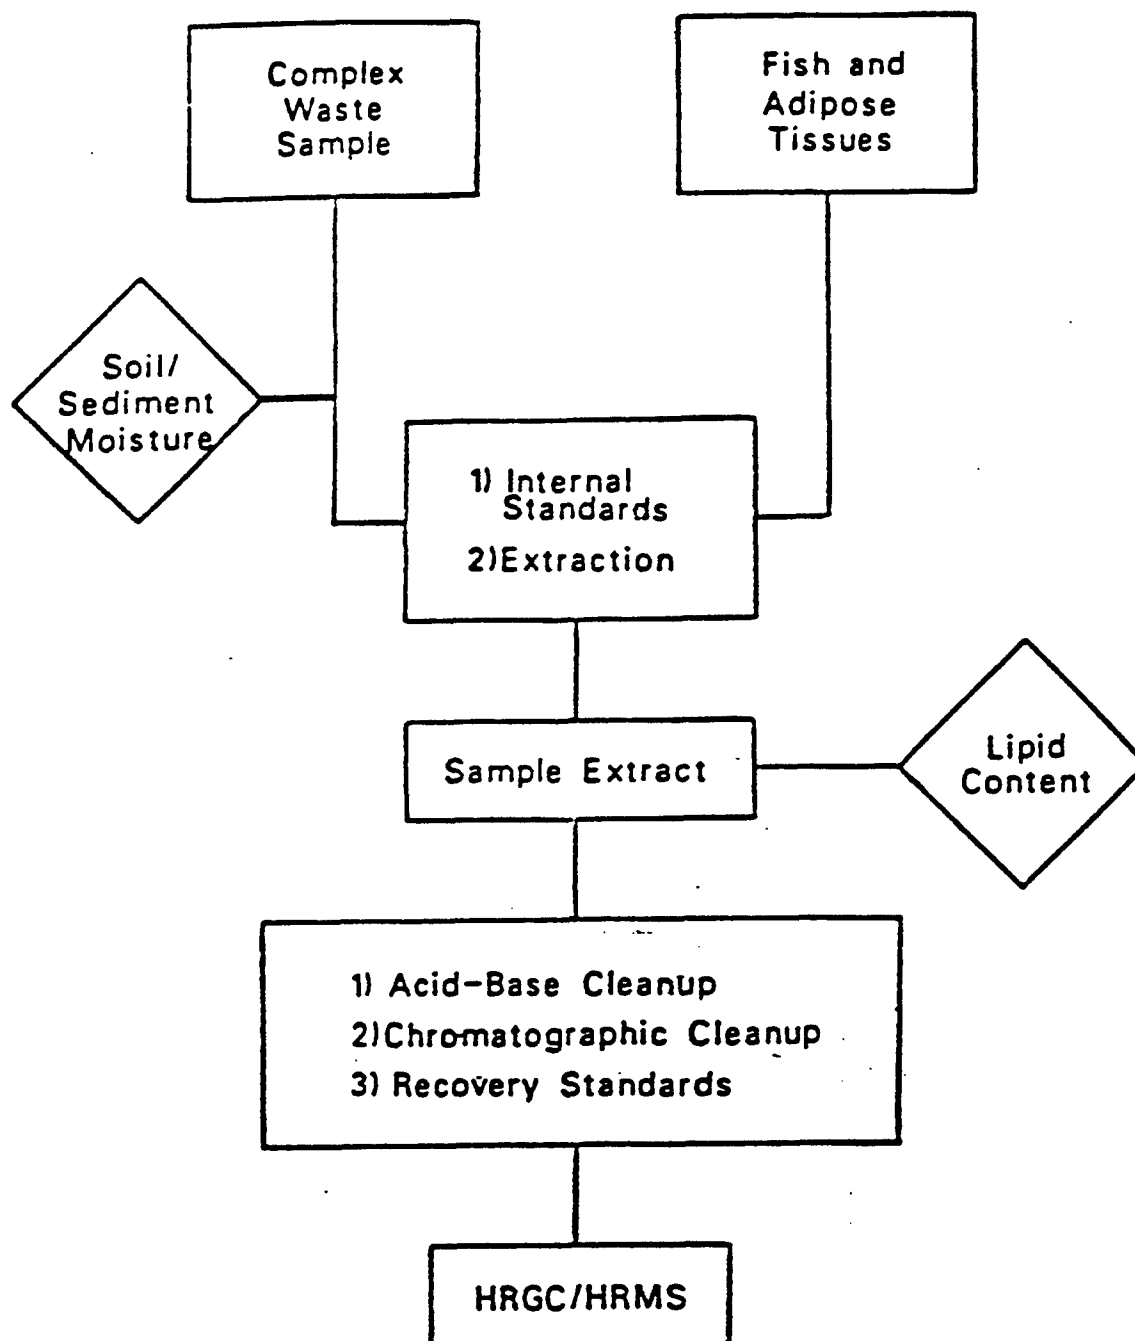 Complex
Waste
Sample
Fish and
Adipose
Tissues
Soil/
Sediment
Moisture
1) Internal
Standards
2)Extraction
Sample Extract
Lipid
Content
1) Acid-Base Cleanup
2)Chromatographic Cleanup
3) Recovery Standards
HRGC/HRMS